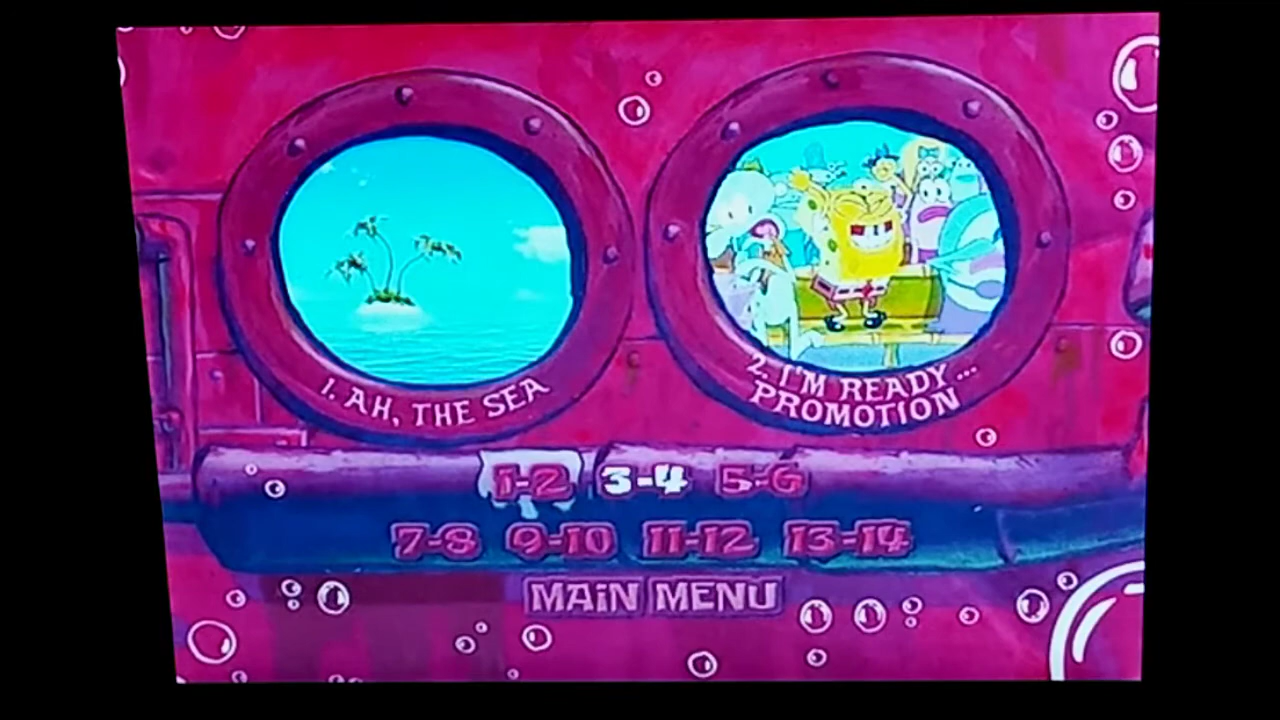 1. AH, THE SEA
2. I'M READY...
PROMOTION
1-2 3-4 5-6
7-8 9-10 11-12 13-14
MAIN MENU